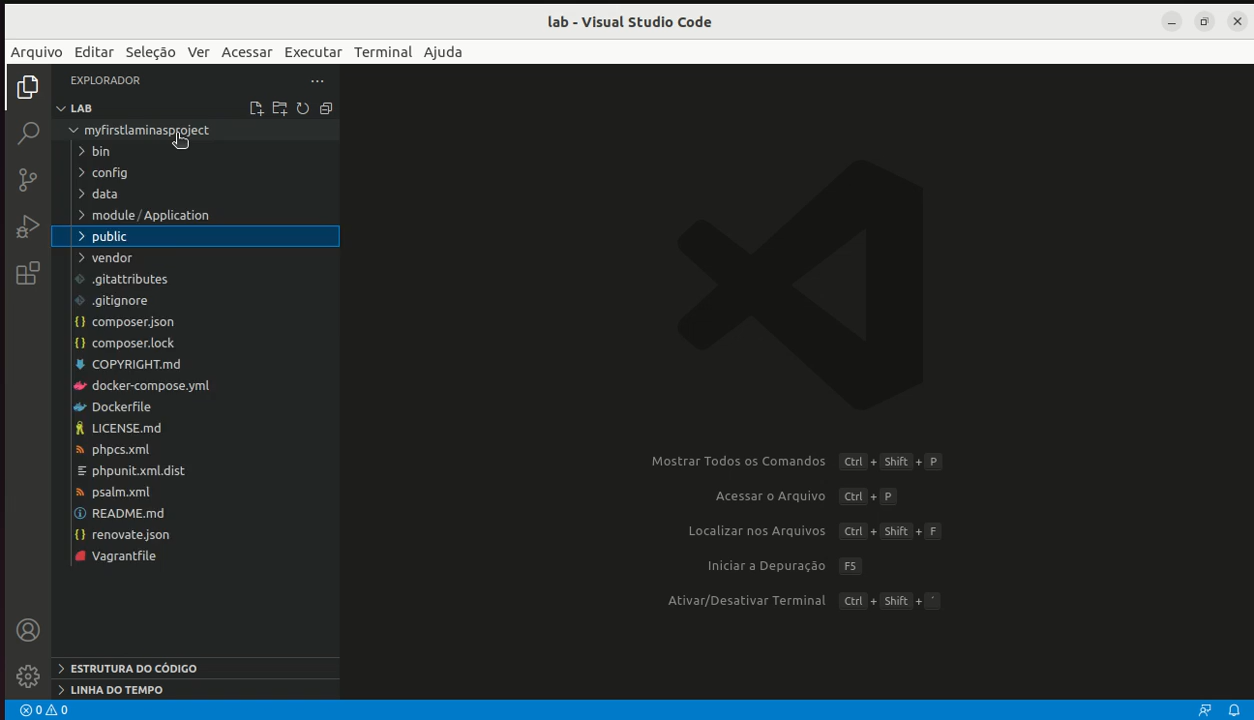 lab - Visual Studio Code
Arquivo Editar Seleção Ver Acessar Executar Terminal Ajuda
EXPLORADOR
LAB
myfirstlaminasproject
bin
config
data
module / Application
public
vendor
.gitattributes
.gitignore
composer.json
composer.lock
COPYRIGHT.md
docker-compose.yml
Dockerfile
LICENSE.md
phpcs.xml
phpunit.xml.dist
psalm.xml
README.md
renovate.json
Vagrantfile
ESTRUTURA DO CÓDIGO
LINHA DO TEMPO
Mostrar Todos os Comandos Ctrl + Shift + P
Acessar o Arquivo Ctrl + P
Localizar nos Arquivos Ctrl + Shift + F
Iniciar a Depuração F5
Ativar/Desativar Terminal Ctrl + Shift + ´
0 0